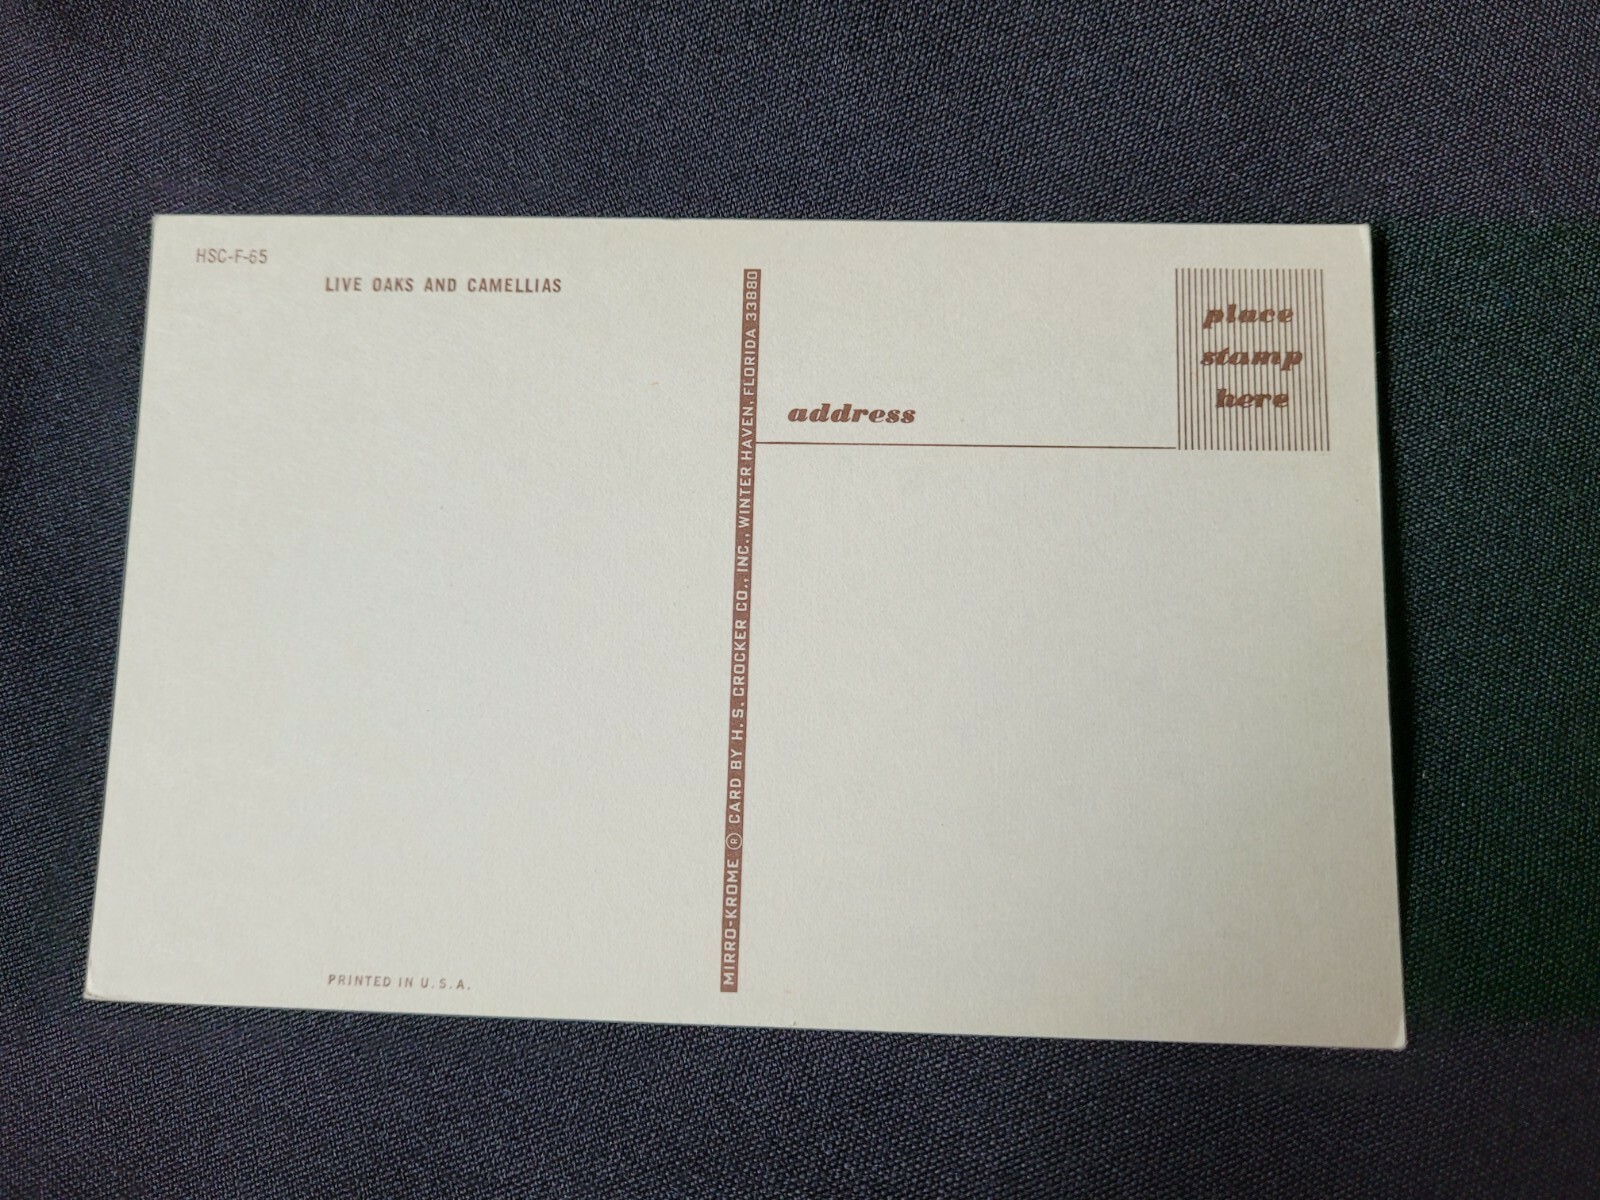 HSC-F-65
LIVE OAKS AND CAMELLIAS
PRINTED IN U.S.A.
MIRRO-KROME ® CARD BY H. S. CROCKER CO., INC., WINTER HAVEN, FLORIDA 33880
address
place
stamp
here